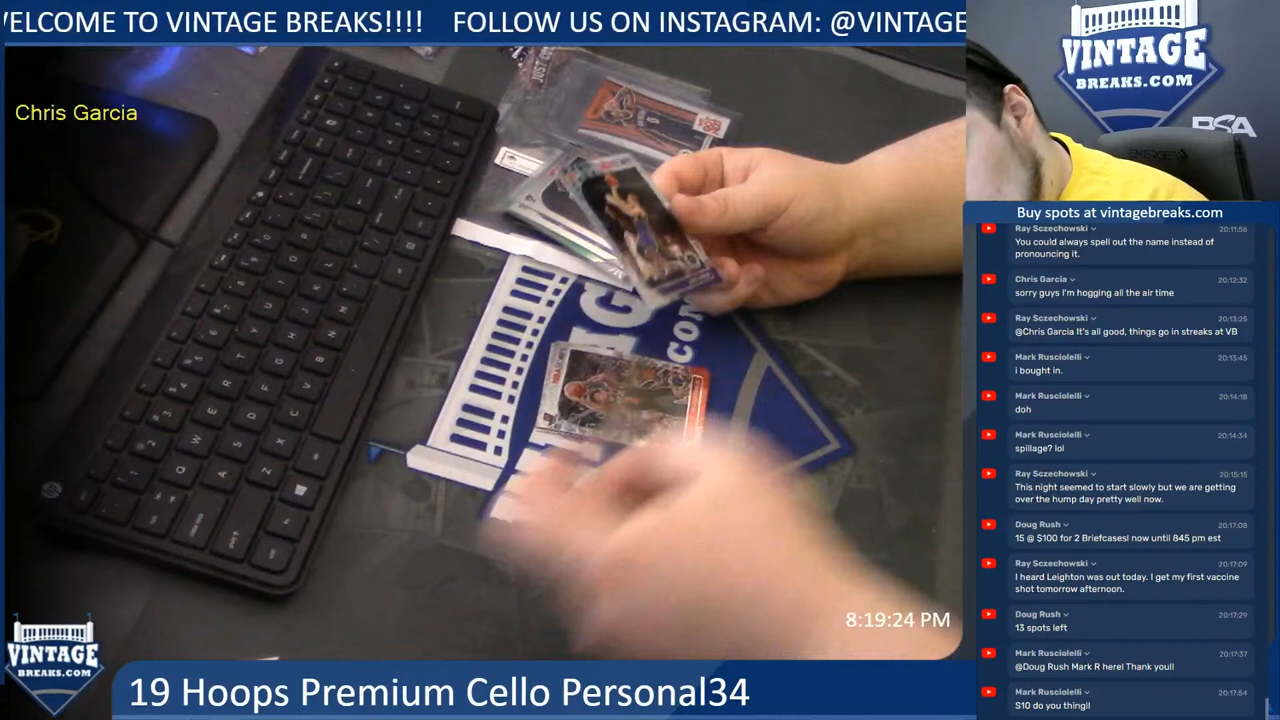 VELCOME TO VINTAGE BREAKS!!!! FOLLOW US ON INSTAGRAM: @VINTAGE
Chris Garcia
VINTAGE
BREAKS.COM
PSA
Buy spots at vintagebreaks.com
Ray Sczechowski 20:11:56
You could always spell out the name instead of
pronouncing it.
Chris Garcia 20:12:32
sorry guys I'm hogging all the air time
Ray Sczechowski 20:13:25
@Chris Garcia It's all good, things go in streaks at VB
Mark Rusciolelli 20:13:45
i bought in.
Mark Rusciolelli 20:14:18
doh
Mark Rusciolelli 20:14:34
spillage? lol
Ray Sczechowski 20:15:15
This night seemed to start slowly but we are getting
over the hump day pretty well now.
Doug Rush 20:17:08
15 @ $100 for 2 Briefcases! now until 845 pm est
Ray Sczechowski 20:17:09
I heard Leighton was out today. I get my first vaccine
shot tomorrow afternoon.
Doug Rush 20:17:29
13 spots left
Mark Rusciolelli 20:17:37
@Doug Rush Mark R here! Thank you!!
Mark Rusciolelli 20:17:54
S10 do you thing!!
8:19:24 PM
VINTAGE
BREAKS.COM
19 Hoops Premium Cello Personal34